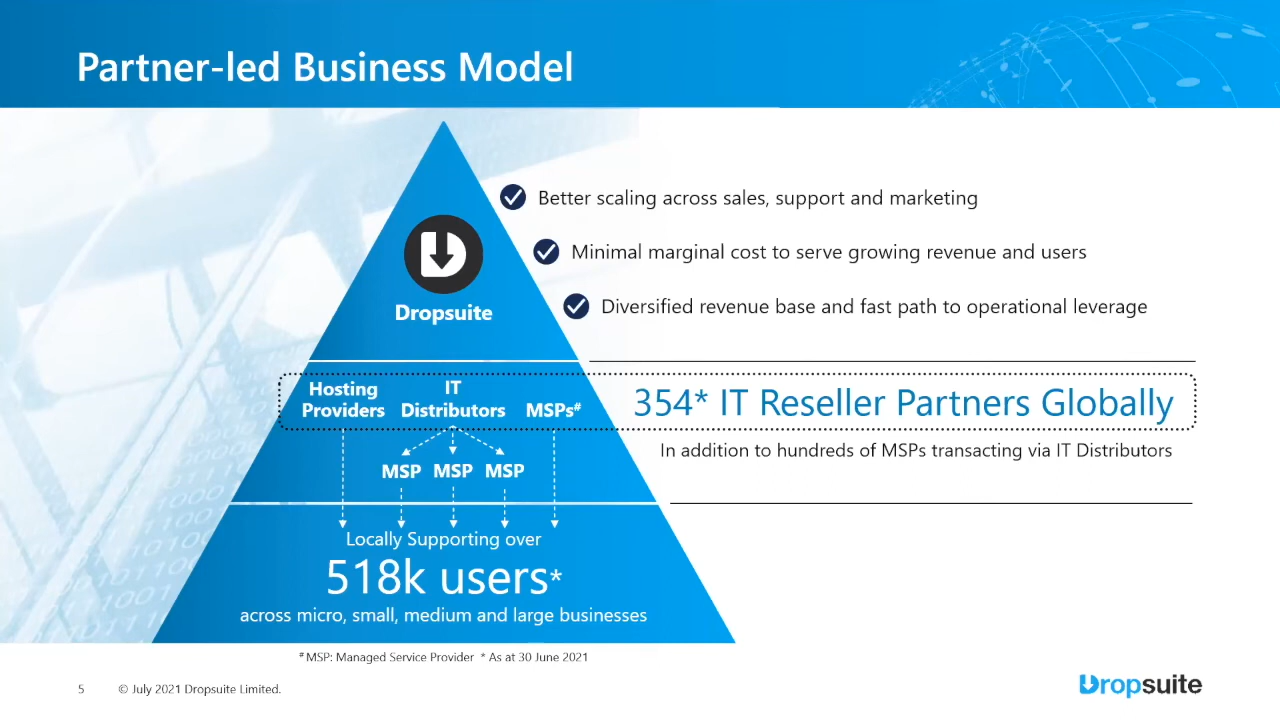 Partner-led Business Model
Better scaling across sales, support and marketing
Minimal marginal cost to serve growing revenue and users
Diversified revenue base and fast path to operational leverage
Dropsuite
Hosting Providers
IT Distributors
MSPs#
354* IT Reseller Partners Globally
In addition to hundreds of MSPs transacting via IT Distributors
MSP MSP MSP
Locally Supporting over
518k users*
across micro, small, medium and large businesses
# MSP: Managed Service Provider * As at 30 June 2021
5 © July 2021 Dropsuite Limited.
Dropsuite